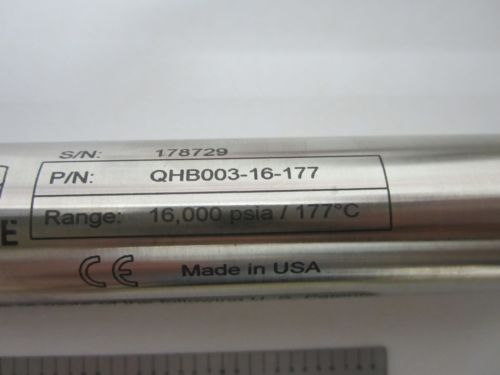 S/N: 178729
P/N: QHB003-16-177
Range: 16,000 psia / 177°C
E
CE Made in USA